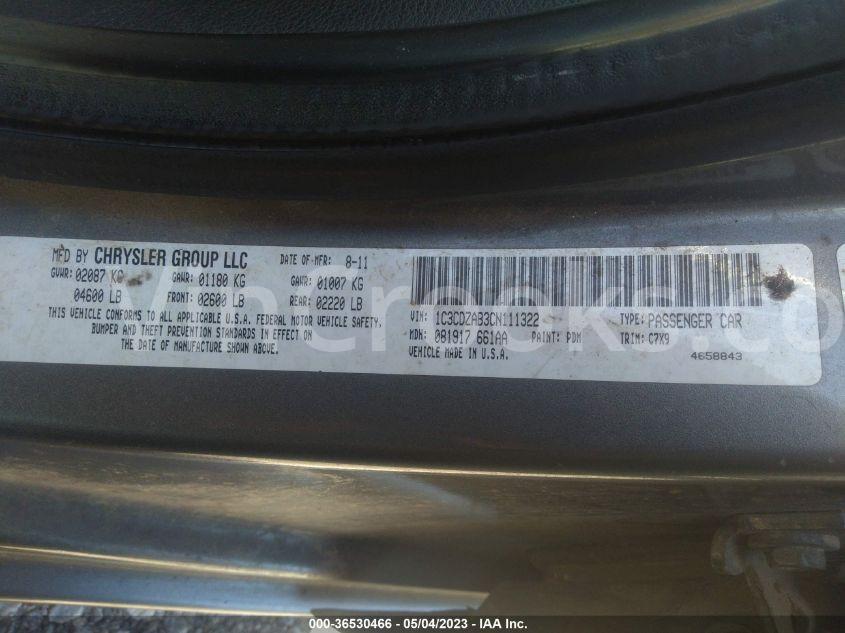 MFD BY CHRYSLER GROUP LLC DATE OF-MFR: 8-11
GVWR: 02087 KG GAWR: 01180 KG GAWR: 01007 KG
04600 LB FRONT: 02600 LB REAR: 02220 LB
THIS VEHICLE CONFORMS TO ALL APPLICABLE U.S.A. FEDERAL MOTOR VEHICLE SAFETY,
BUMPER AND THEFT PREVENTION STANDARDS IN EFFECT ON
THE DATE OF MANUFACTURE SHOWN ABOVE.
VIN: 1C3CDZAB3CN111322 TYPE: PASSENGER CAR
MDH: 081917 661AA PAINT: PDM TRIM: C7X9
VEHICLE MADE IN U.S.A. 4658843
000-36530466 - 05/04/2023 - IAA Inc.